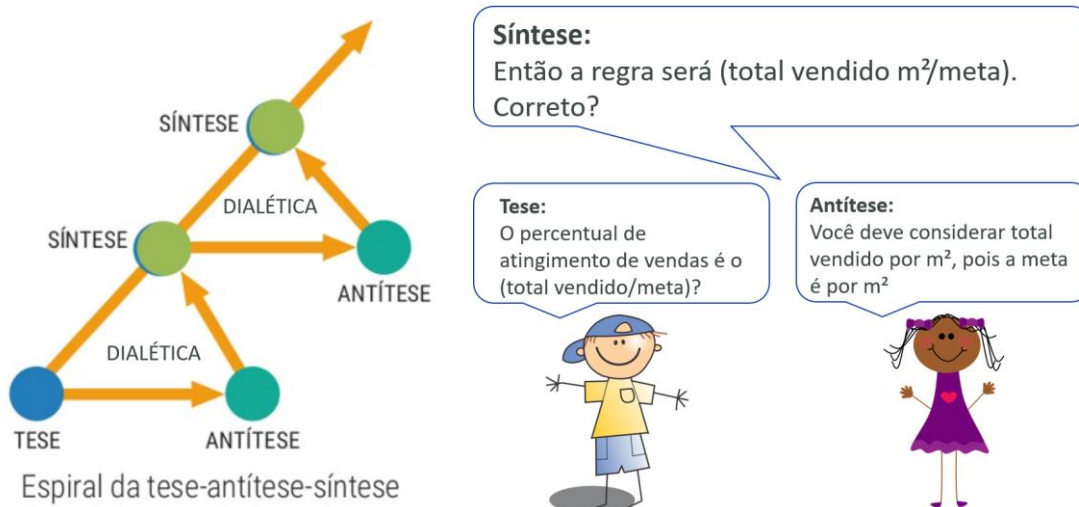 SÍNTESE
DIALÉTICA
SÍNTESE
ANTÍTESE
DIALÉTICA
TESE
ANTÍTESE
Espiral da tese-antítese-síntese
Síntese:
Então a regra será (total vendido m²/meta).
Correto?
Tese:
O percentual de
atingimento de vendas é o
(total vendido/meta)?
Antítese:
Você deve considerar total
vendido por m², pois a meta
é por m²